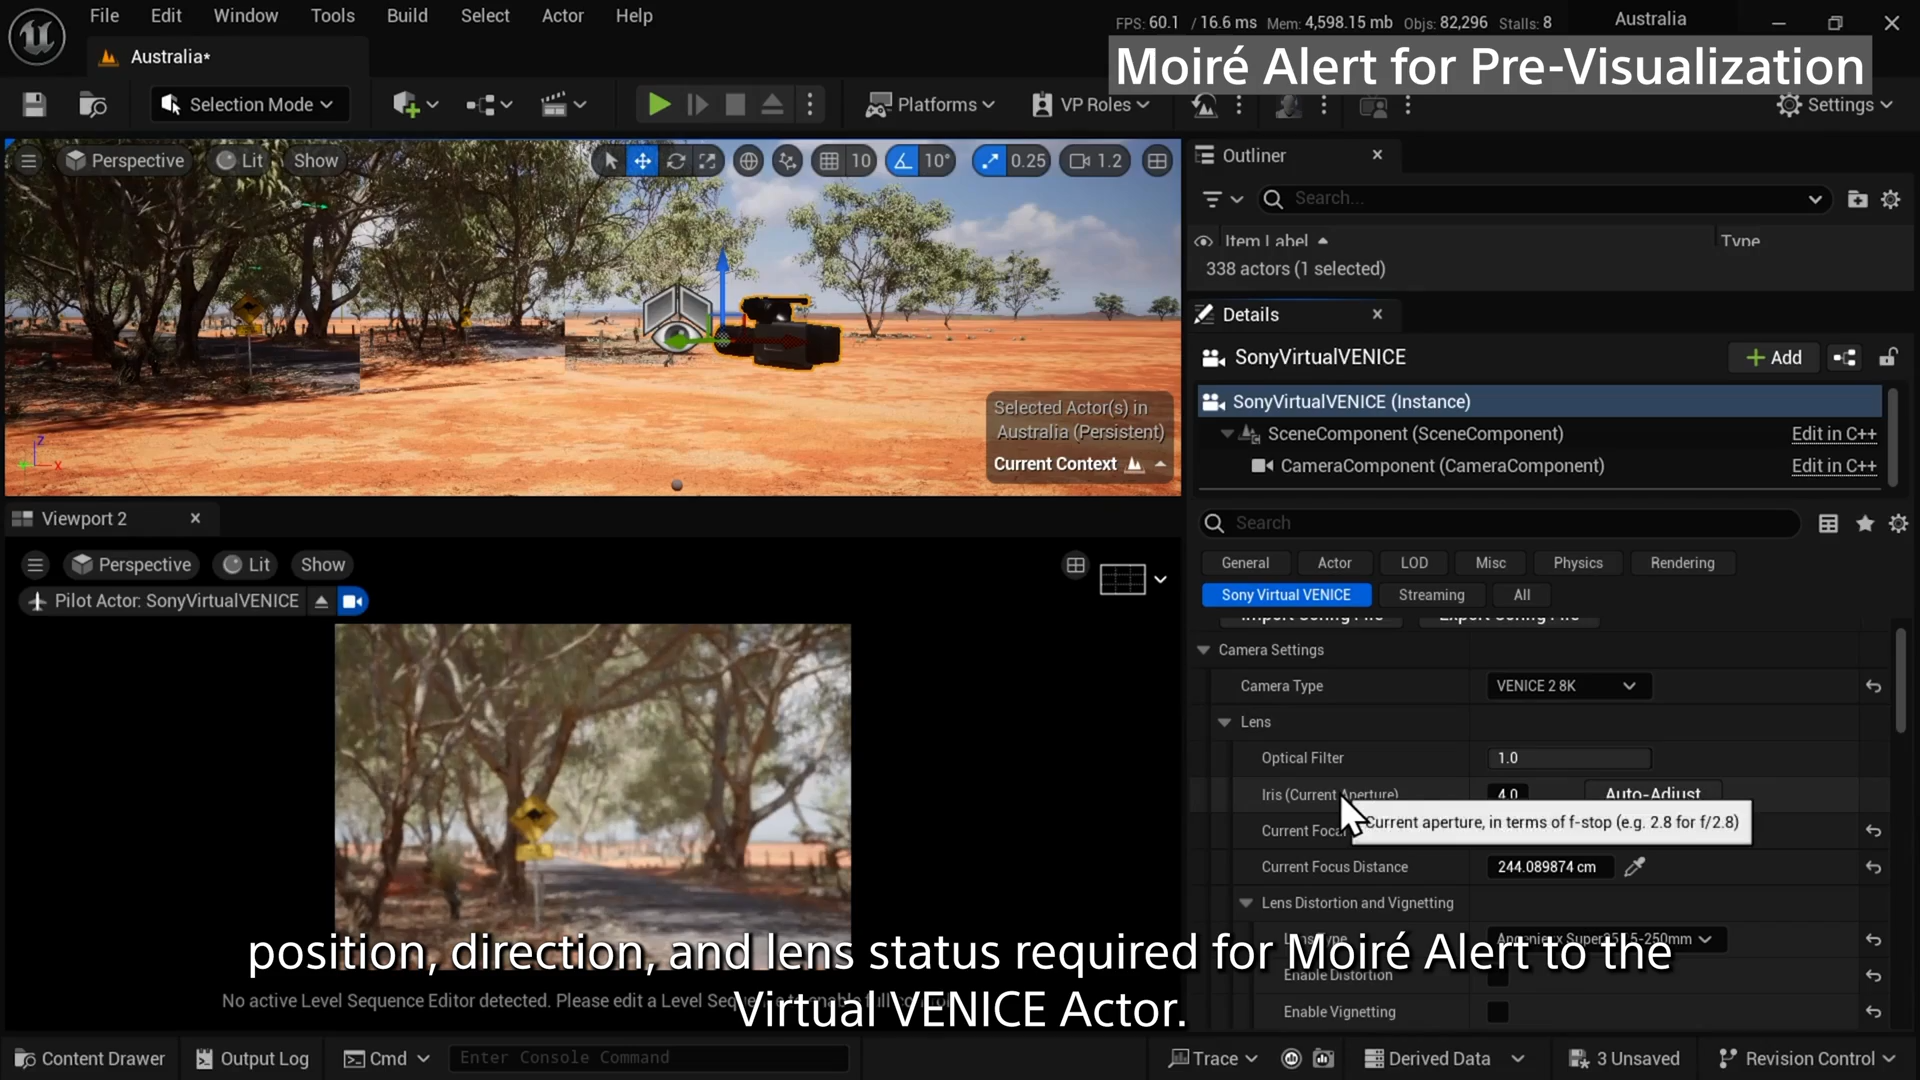 File Edit Window Tools Build Select Actor Help
FPS: 60.1 / 16.6 ms Mem: 4,598.15 mb Objs: 82,296 Stalls: 8
Australia
Australia*
Moiré Alert for Pre-Visualization
Selection Mode
Platforms
VP Roles
Settings
Perspective Lit Show
10 10° 0.25 1.2
Selected Actor(s) in
Australia (Persistent)
Current Context
Z
X
Outliner
Search...
Item Label Type
338 actors (1 selected)
Details
SonyVirtualVENICE
Add
SonyVirtualVENICE (Instance)
SceneComponent (SceneComponent) Edit in C++
CameraComponent (CameraComponent) Edit in C++
Search
General Actor LOD Misc Physics Rendering
Sony Virtual VENICE Streaming All
Import Config File Export Config File
Camera Settings
Camera Type VENICE 2 8K
Lens
Optical Filter 1.0
Iris (Current Aperture) 4.0 Auto-Adjust
Current aperture, in terms of f-stop (e.g. 2.8 for f/2.8)
Current Foca
Current Focus Distance 244.089874 cm
Lens Distortion and Vignetting
Lens Type
Enable Distortion
Enable Vignetting
Viewport 2
Perspective Lit Show
Pilot Actor: SonyVirtualVENICE
No active Level Sequence Editor detected. Please edit a Level
position, direction, and lens status required for Moiré Alert to the
Virtual VENICE Actor.
Content Drawer Output Log Cmd Enter Console Command
Trace Derived Data 3 Unsaved Revision Control